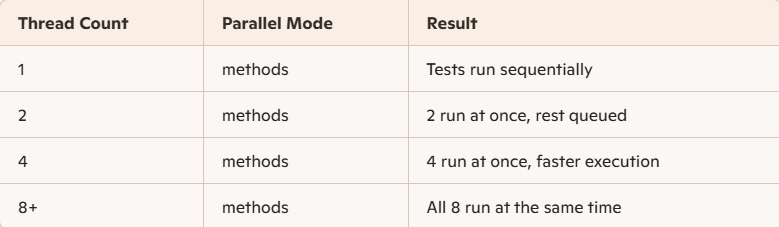 Thread Count Parallel Mode Result
1 methods Tests run sequentially
2 methods 2 run at once, rest queued
4 methods 4 run at once, faster execution
8+ methods All 8 run at the same time